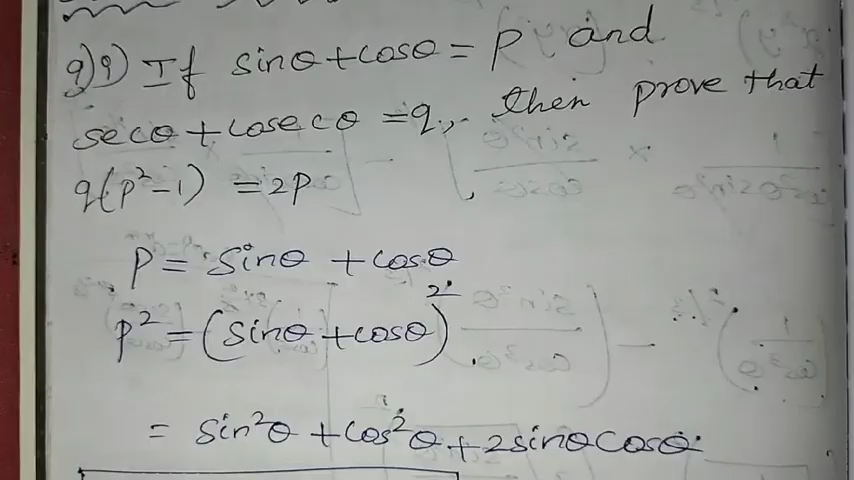 9) 9) If sinθ + cosθ = p and
secθ + cosecθ = q, then prove that
q(p² - 1) = 2p
p = sinθ + cosθ
p² = (sinθ + cosθ)²
= sin²θ + cos²θ + 2sinθcosθ